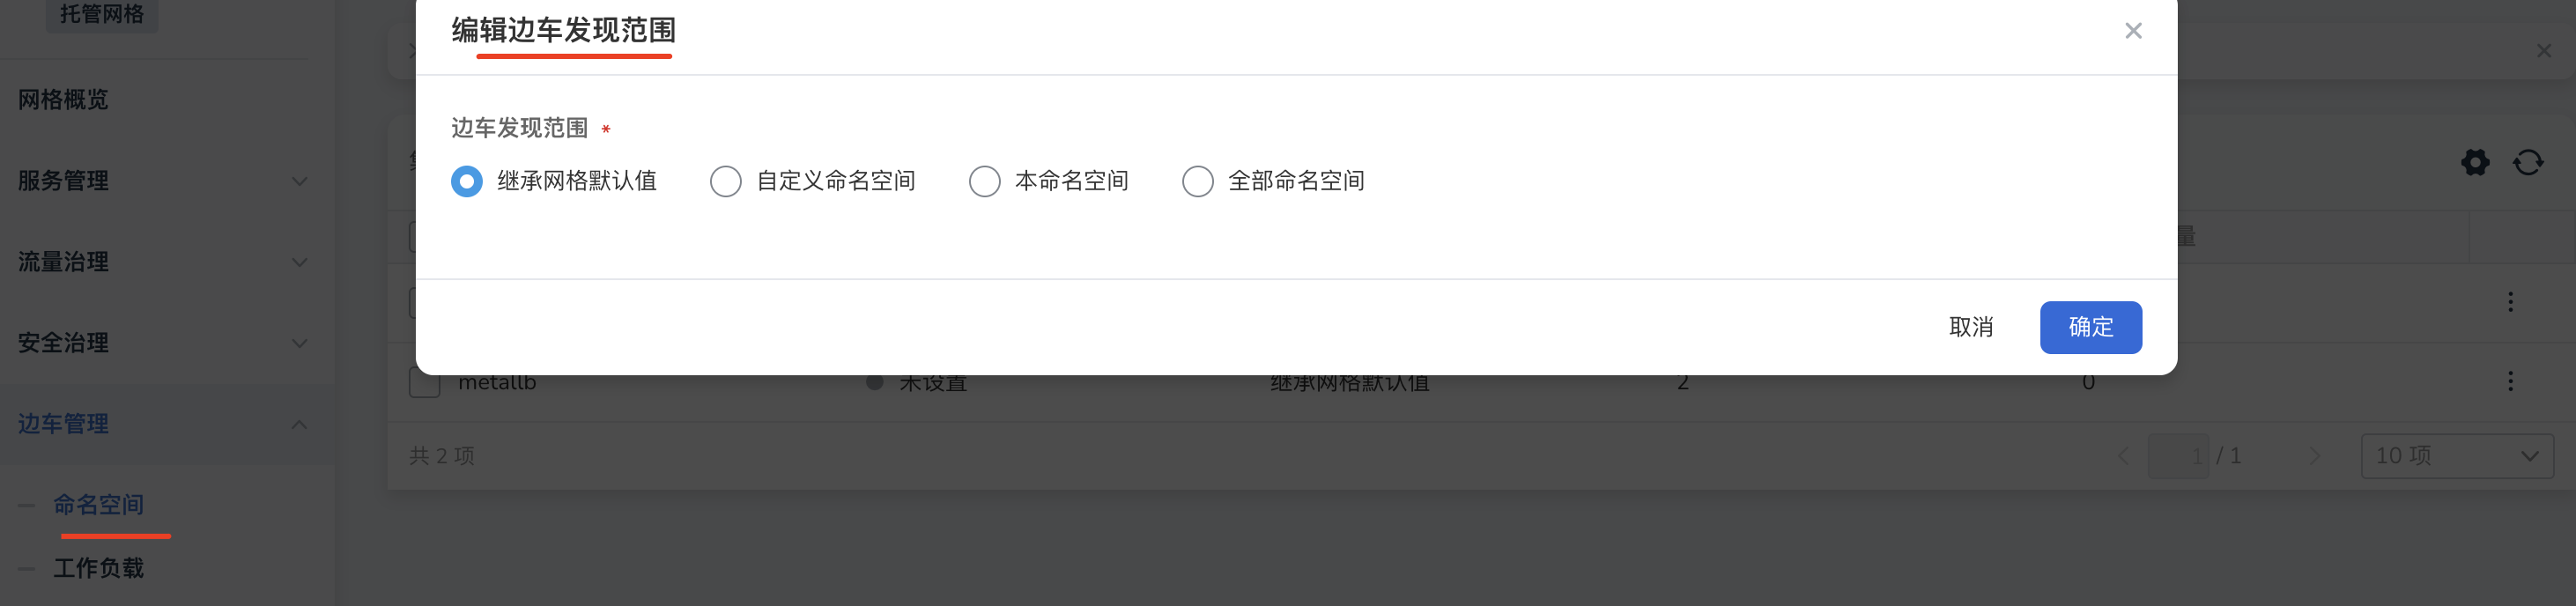 托管网格
网格概览
服务管理
流量治理
安全治理
边车管理
命名空间
工作负载
编辑边车发现范围
边车发现范围 *
继承网格默认值 自定义命名空间 本命名空间 全部命名空间
取消 确定
量
metallb 未设置 继承网格默认值 2 0
共 2 项 1 / 1 10 项